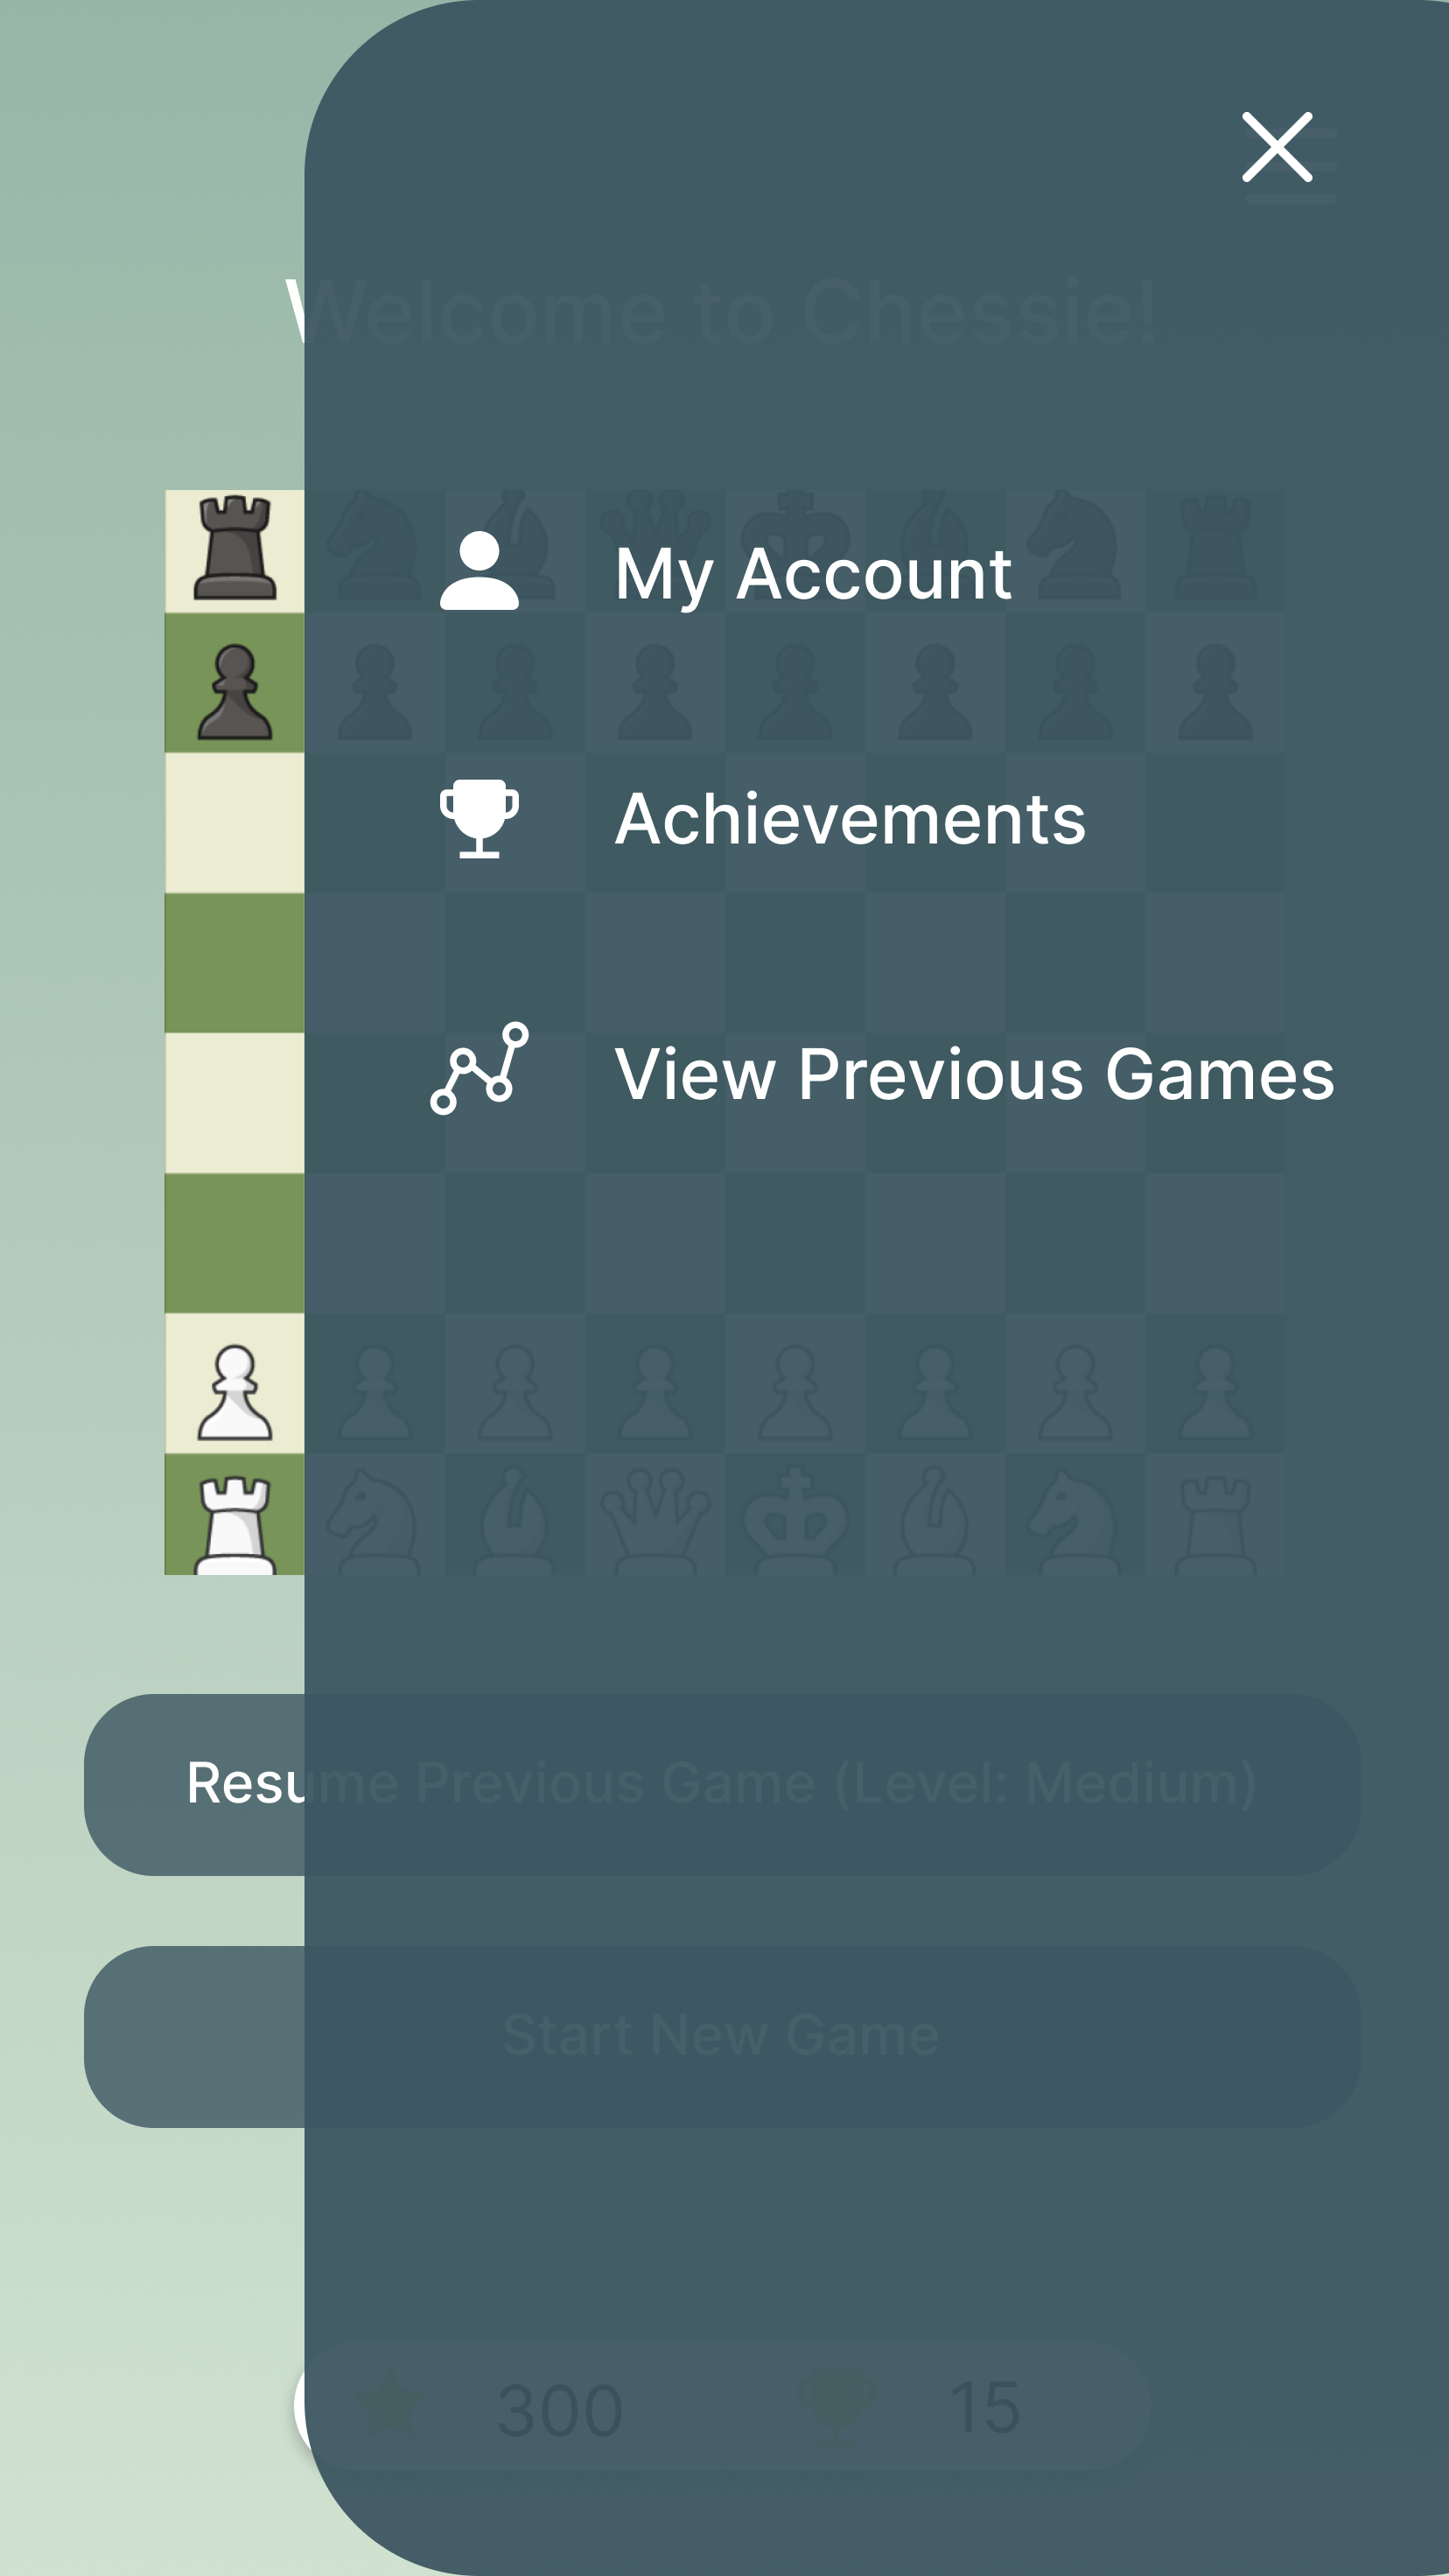 Welcome to Chessie!
My Account
Achievements
View Previous Games
Resume Previous Game (Level: Medium)
Start New Game
300 15